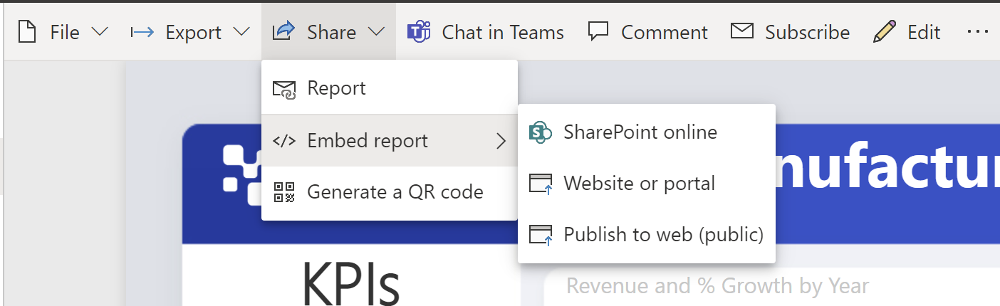 File Export Share Chat in Teams Comment Subscribe Edit ...
Report
Embed report
Generate a QR code
SharePoint online
Website or portal
Publish to web (public)
nufactur
KPIs
Revenue and % Growth by Year